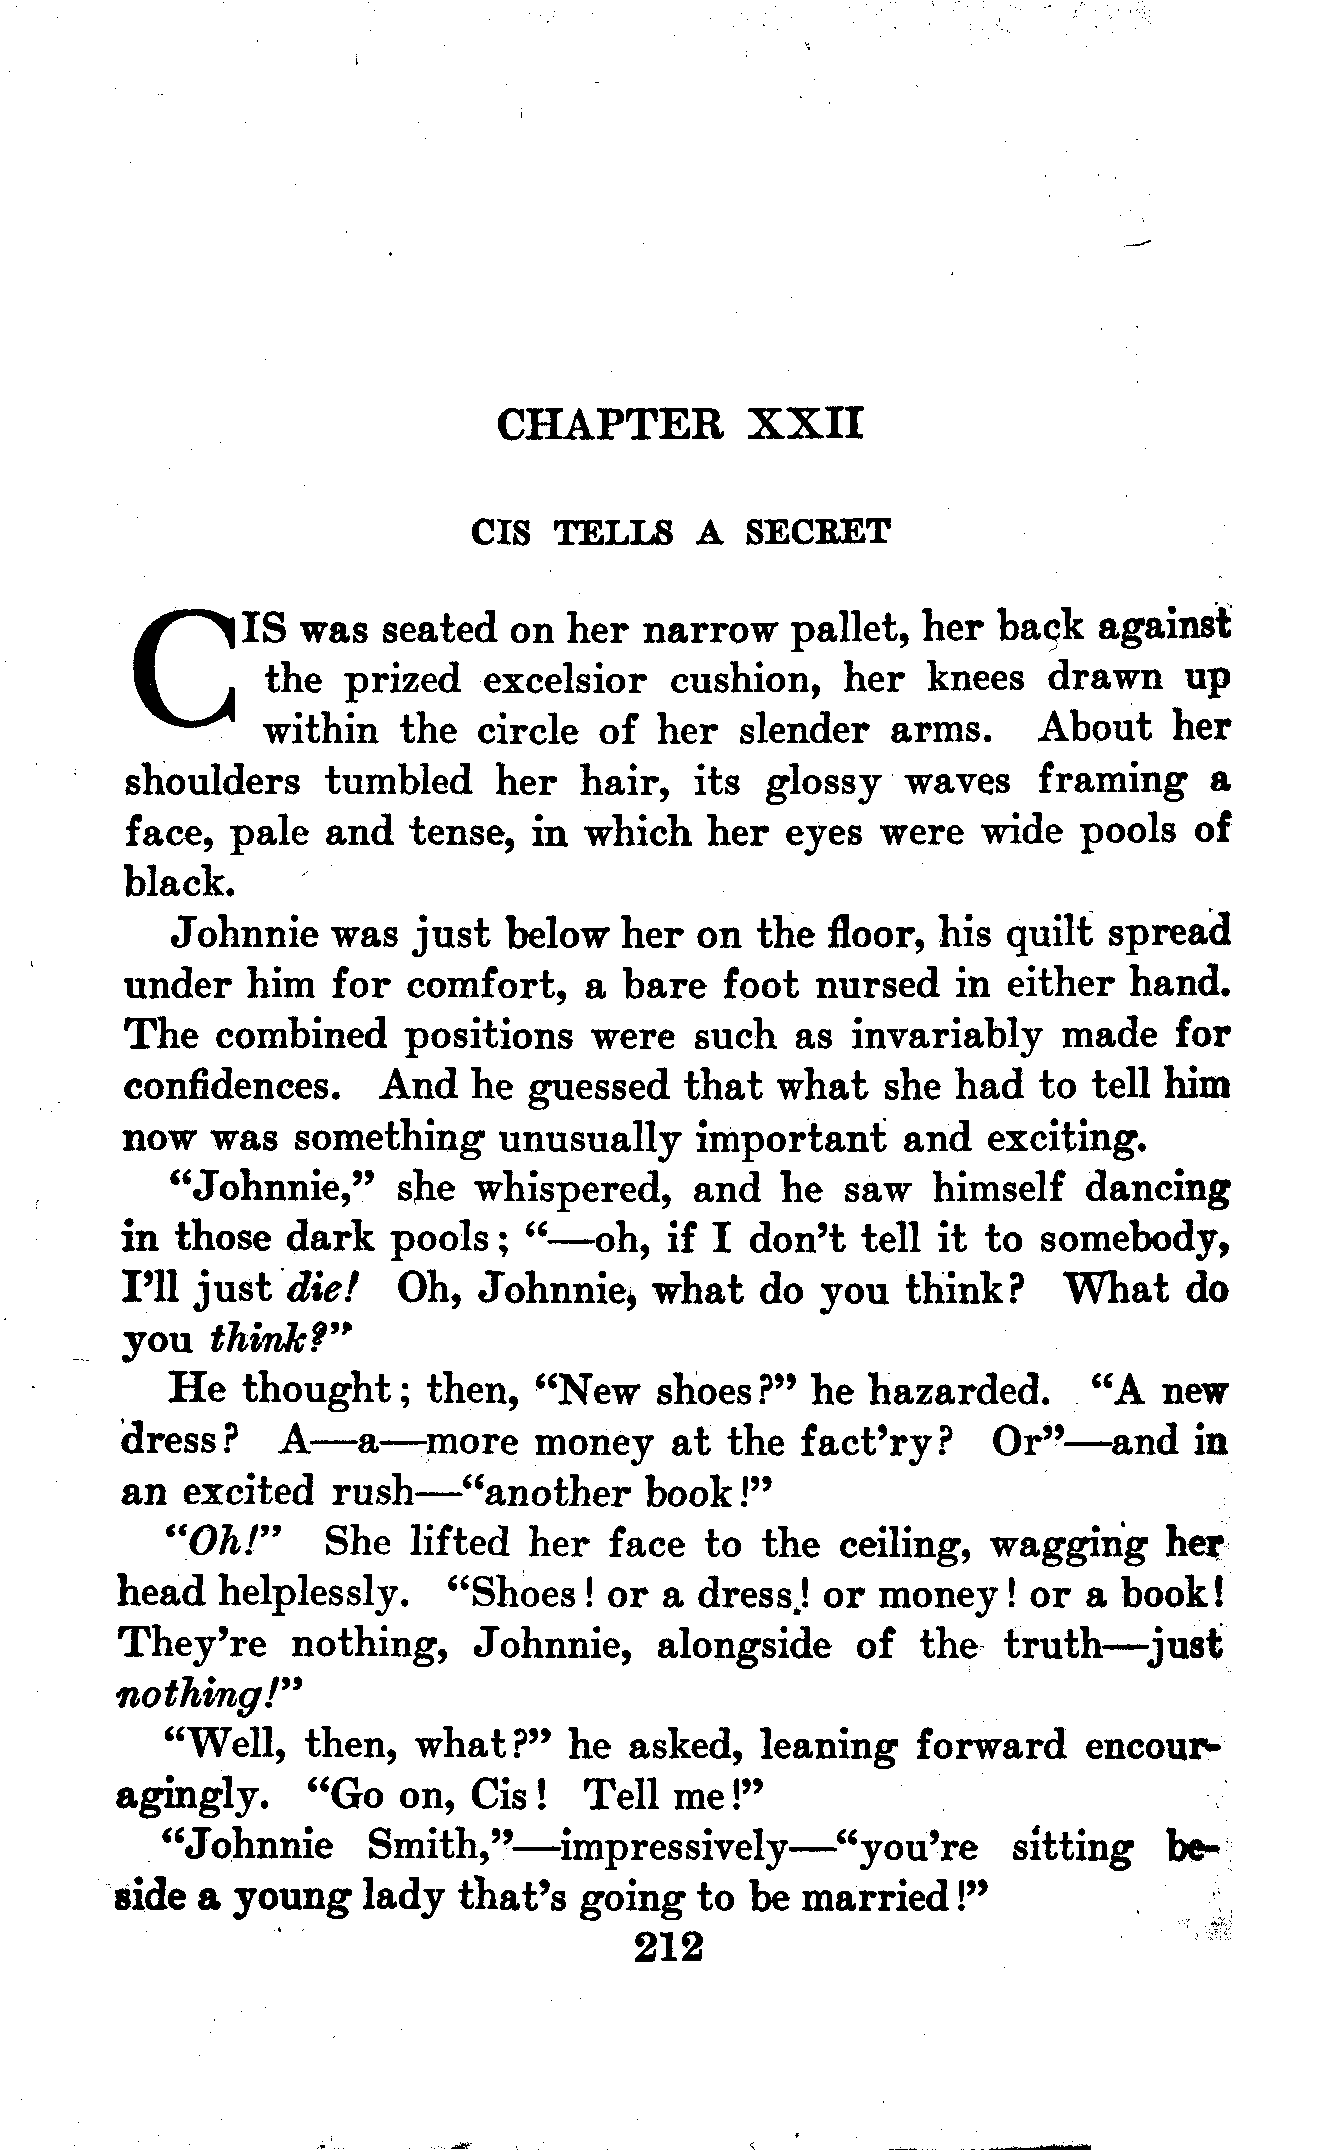 CHAPTER XXII
CIS TELLS A SECRET
CIS was seated on her narrow pallet, her back against
the prized excelsior cushion, her knees drawn up
within the circle of her slender arms. About her
shoulders tumbled her hair, its glossy waves framing a
face, pale and tense, in which her eyes were wide pools of
black.
Johnnie was just below her on the floor, his quilt spread
under him for comfort, a bare foot nursed in either hand.
The combined positions were such as invariably made for
confidences. And he guessed that what she had to tell him
now was something unusually important and exciting.
“Johnnie,” she whispered, and he saw himself dancing
in those dark pools; “—oh, if I don’t tell it to somebody,
I’ll just die! Oh, Johnnie, what do you think? What do
you think?”
He thought; then, “New shoes?” he hazarded. “A new
dress? A—a—more money at the fact’ry? Or”—and in
an excited rush—“another book!”
“Oh!” She lifted her face to the ceiling, wagging her
head helplessly. “Shoes! or a dress! or money! or a book!
They’re nothing, Johnnie, alongside of the truth—just
nothing!”
“Well, then, what?” he asked, leaning forward encour-
agingly. “Go on, Cis! Tell me!”
“Johnnie Smith,”—impressively—“you’re sitting be-
side a young lady that’s going to be married!”
212